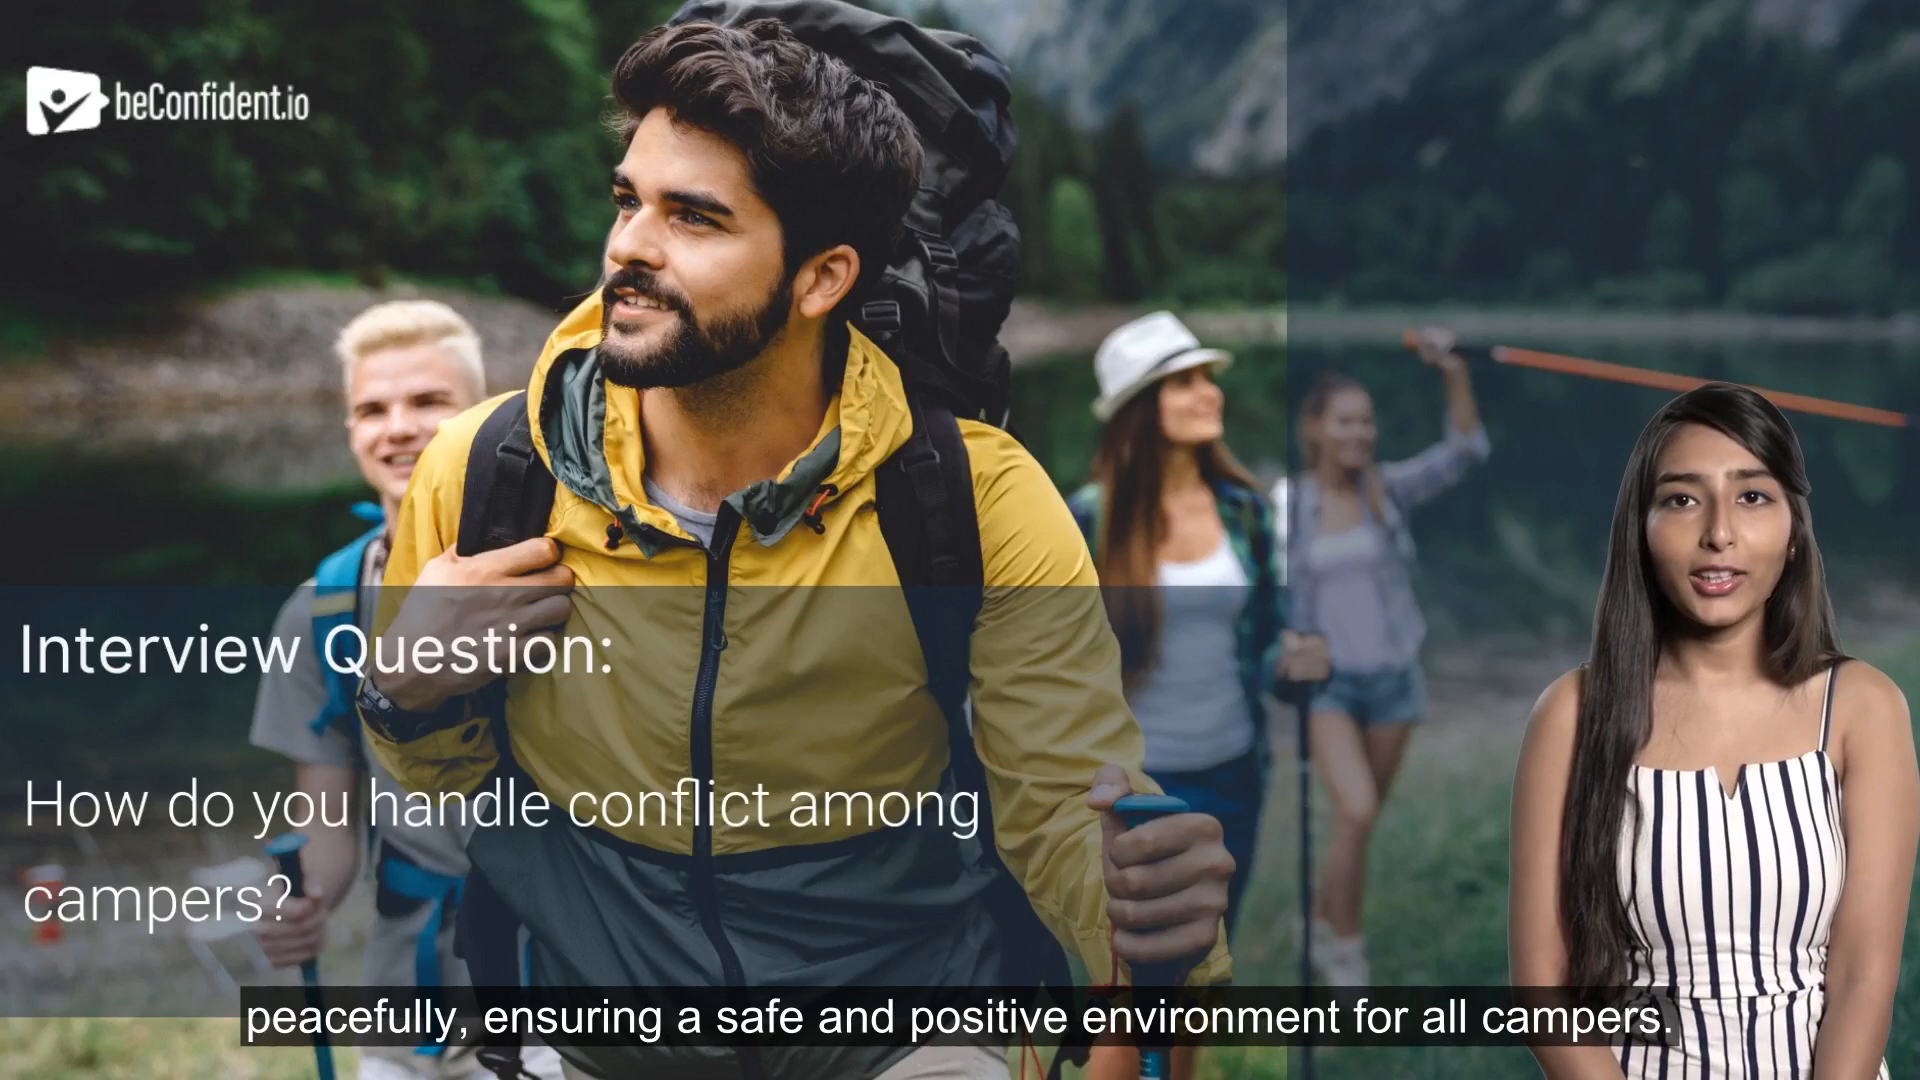 beConfident.io
Interview Question:
How do you handle conflict among
campers?
peacefully, ensuring a safe and positive environment for all campers.